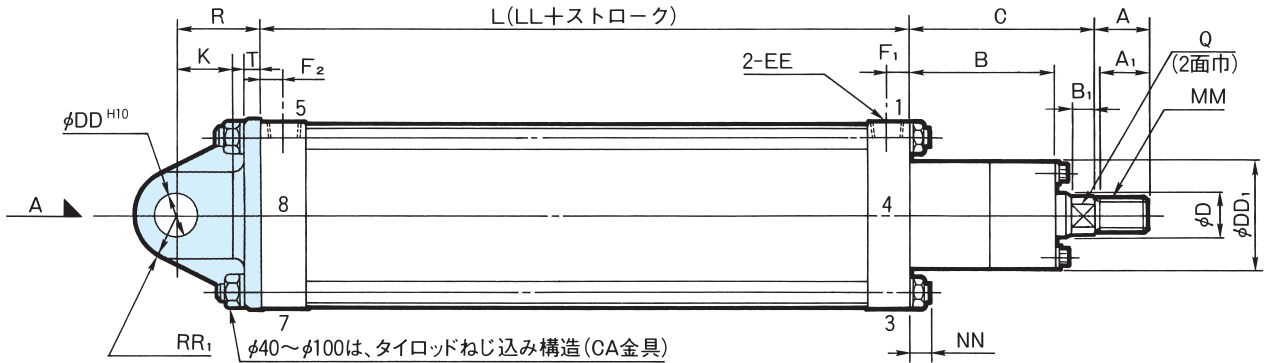 R
L(LL+ストローク)
C
A
K
T
F₂
2-EE
F₁
B
Q
(2面巾)
A₁
B₁
MM
φDD H10
5
1
A
8
4
φD
φDD₁
RR₁
7
3
NN
φ40～φ100は、タイロッドねじ込み構造(CA金具)